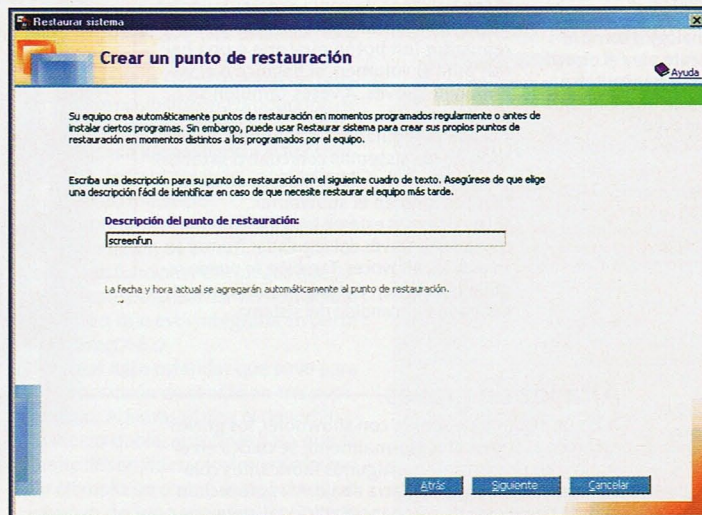 Restaurar sistema
Crear un punto de restauración
Ayuda
Su equipo crea automáticamente puntos de restauración en momentos programados regularmente o antes de
instalar ciertos programas. Sin embargo, puede usar Restaurar sistema para crear sus propios puntos de
restauración en momentos distintos a los programados por el equipo.
Escriba una descripción para su punto de restauración en el siguiente cuadro de texto. Asegúrese de que elige
una descripción fácil de identificar en caso de que necesite restaurar el equipo más tarde.
Descripción del punto de restauración:
screenfun
La fecha y hora actual se agregarán automáticamente al punto de restauración.
Atrás
Siguiente
Cancelar